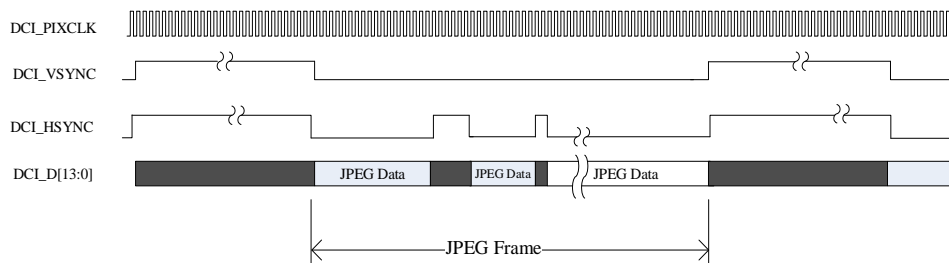 DCI_PIXCLK
DCI_VSYNC
DCI_HSYNC
DCI_D[13:0]
JPEG Data
JPEG Data
JPEG Data
JPEG Frame